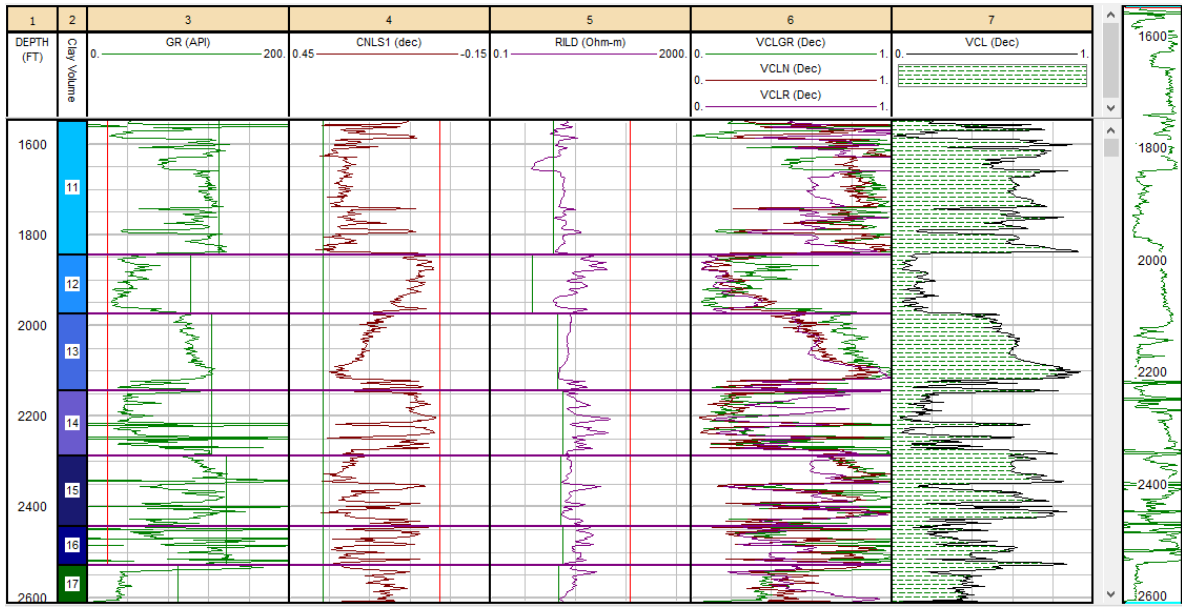 1 2 3 4 5 6 7
DEPTH (FT)
Clay Volume
GR (API)
0. 200.
CNLS1 (dec)
0.45 -0.15
RILD (Ohm-m)
0.1 2000.
VCLGR (Dec)
0. 1.
VCLN (Dec)
0. 1.
VCLR (Dec)
0. 1.
VCL (Dec)
0. 1.
1600
1800
2000
2200
2400
2600
11
12
13
14
15
16
17
1600
1800
2000
2200
2400
2600